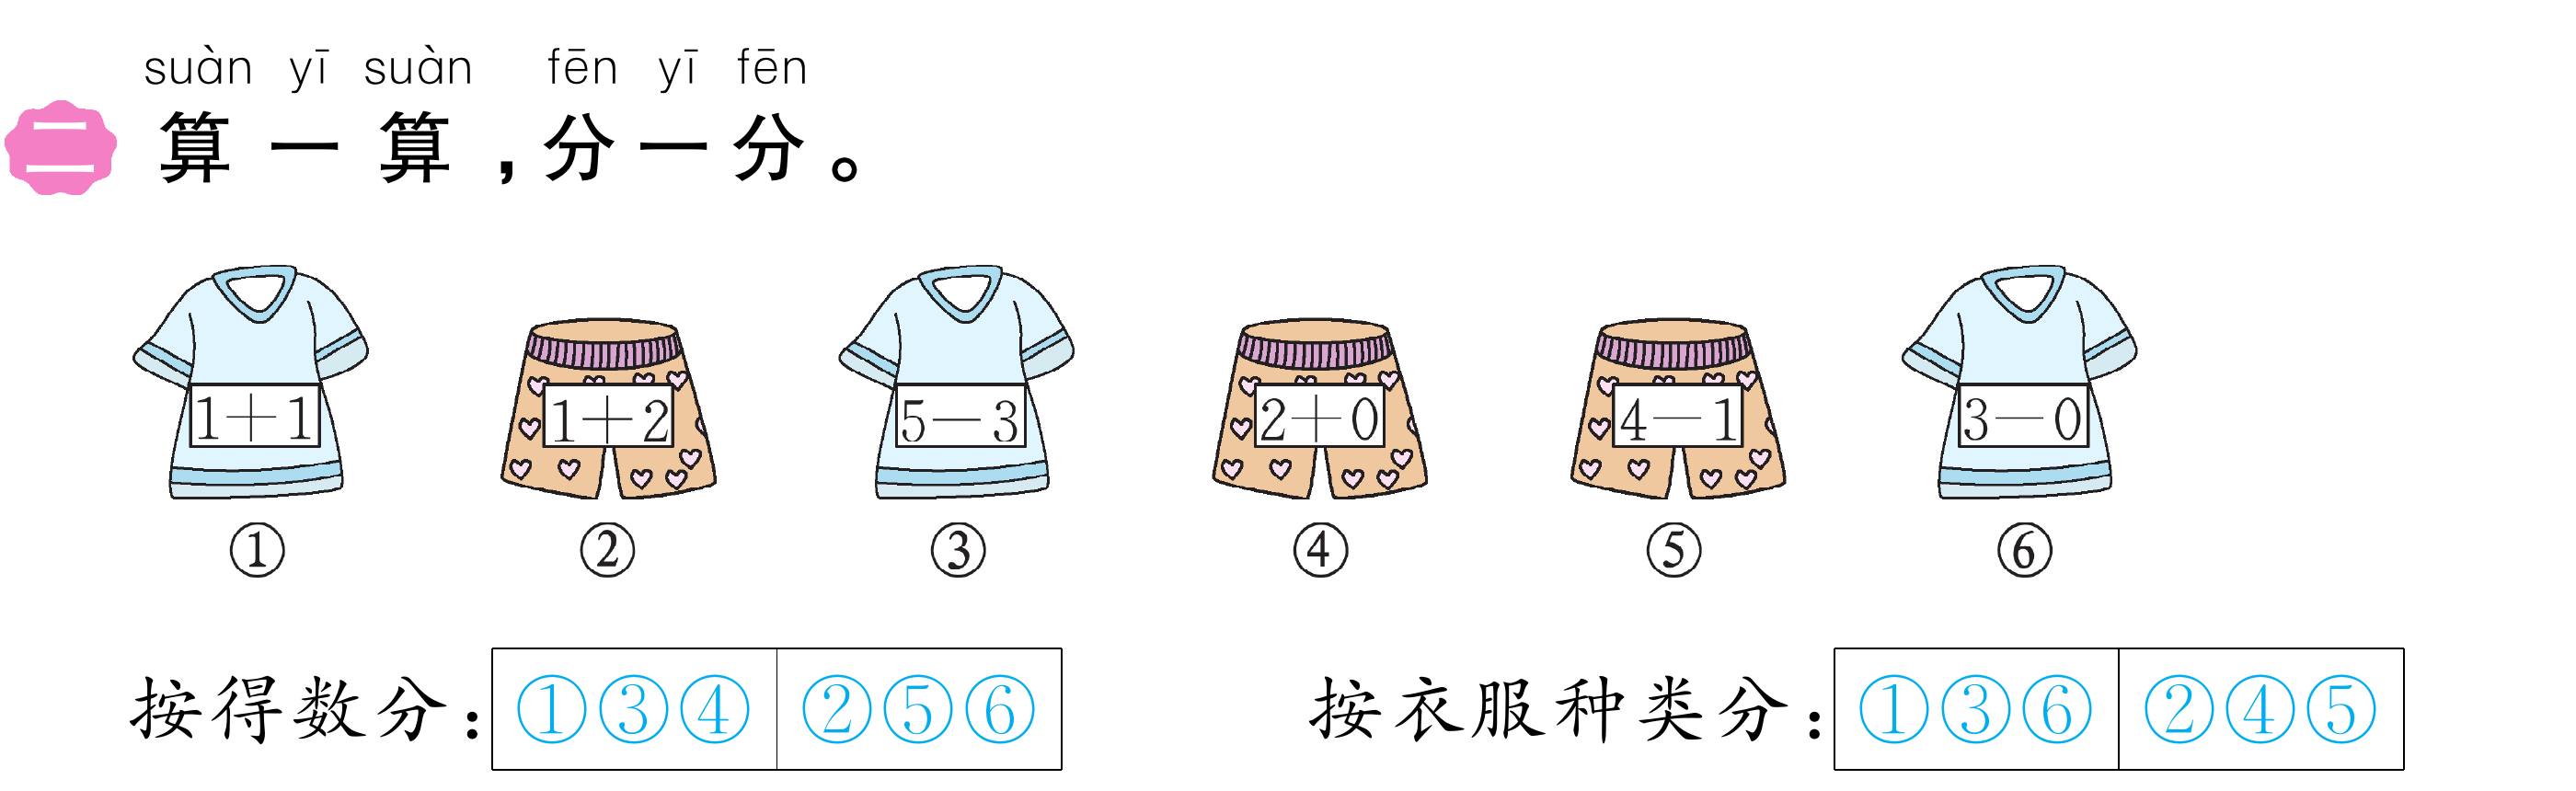 suàn yī suàn fēn yī fēn
二 算一算,分一分。
1+1 1+2 5-3 2+0 4-1 3-0
① ② ③ ④ ⑤ ⑥
按得数分: ①③④ ②⑤⑥ 按衣服种类分: ①③⑥ ②④⑤